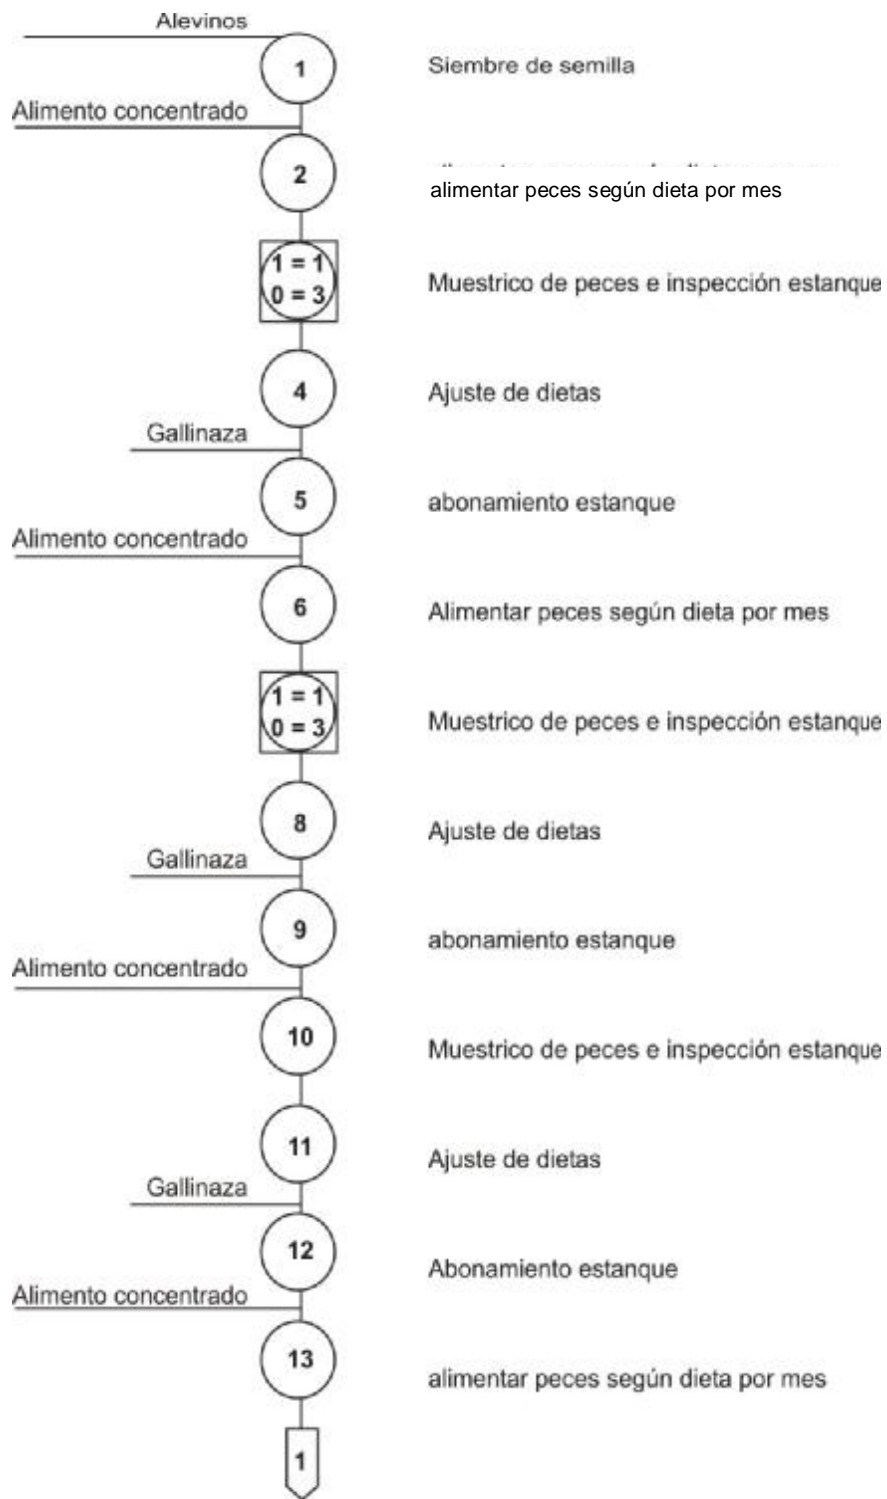 Alevinos
1
Siembre de semilla
Alimento concentrado
2
alimentar peces según dieta por mes
1 = 1
0 = 3
Muestrico de peces e inspección estanque
4
Ajuste de dietas
Gallinaza
5
abonamiento estanque
Alimento concentrado
6
Alimentar peces según dieta por mes
1 = 1
0 = 3
Muestrico de peces e inspección estanque
8
Ajuste de dietas
Gallinaza
9
abonamiento estanque
Alimento concentrado
10
Muestrico de peces e inspección estanque
11
Ajuste de dietas
Gallinaza
12
Abonamiento estanque
Alimento concentrado
13
alimentar peces según dieta por mes
1